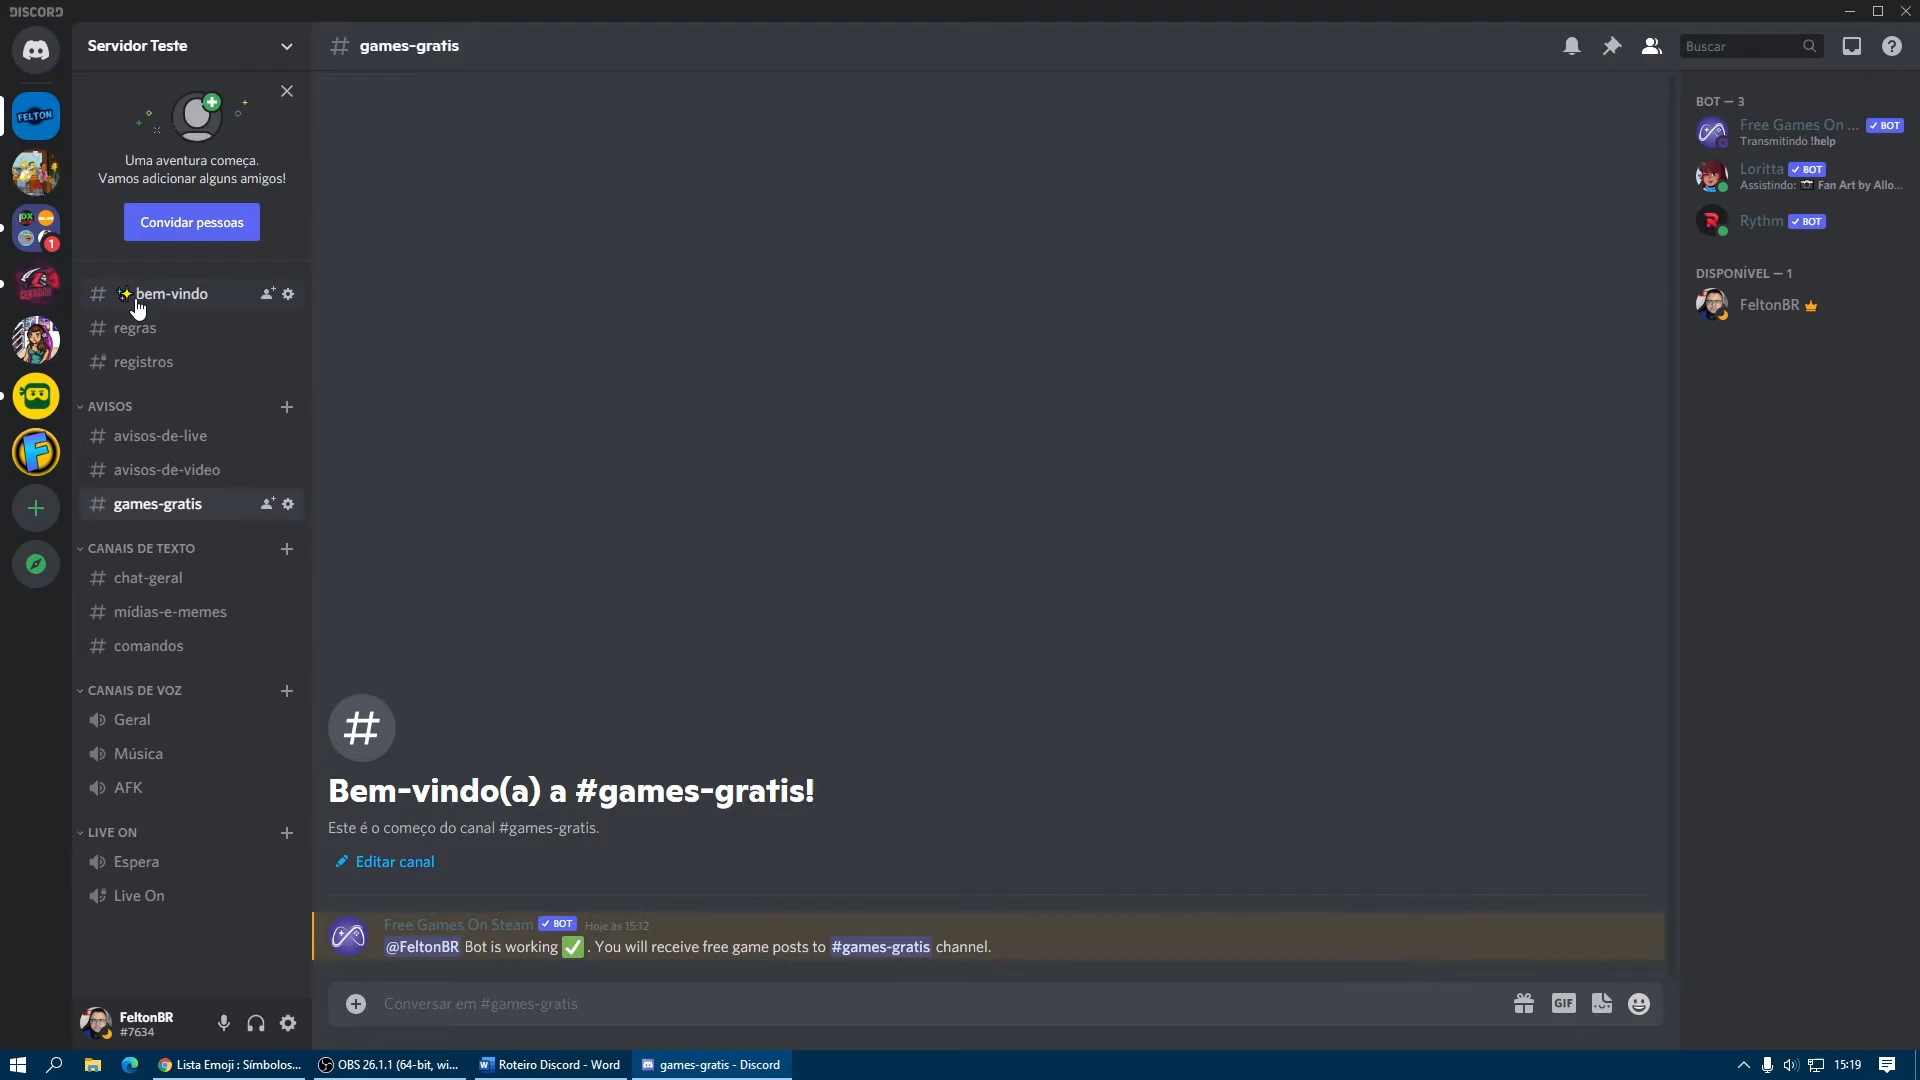 DISCORD
Servidor Teste
games-gratis
Buscar
FELTON
Uma aventura começa.
Vamos adicionar alguns amigos!
Convidar pessoas
1
✨bem-vindo
regras
registros
AVISOS
avisos-de-live
avisos-de-video
games-gratis
CANAIS DE TEXTO
chat-geral
mídias-e-memes
comandos
CANAIS DE VOZ
Geral
Música
AFK
LIVE ON
Espera
Live On
FeltonBR
#7634
Bem-vindo(a) a #games-gratis!
Este é o começo do canal #games-gratis.
Editar canal
Free Games On Steam ✓ BOT Hoje às 15:12
@FeltonBR Bot is working ✅ . You will receive free game posts to #games-gratis channel.
Conversar em #games-gratis
GIF
BOT — 3
Free Games On ... ✓ BOT
Transmitindo !help
Loritta ✓ BOT
Assistindo: 📷 Fan Art by Allo...
Rythm ✓ BOT
DISPONÍVEL — 1
FeltonBR
Lista Emoji : Símbolos...
OBS 26.1.1 (64-bit, wi...
Roteiro Discord - Word
games-gratis - Discord
15:19